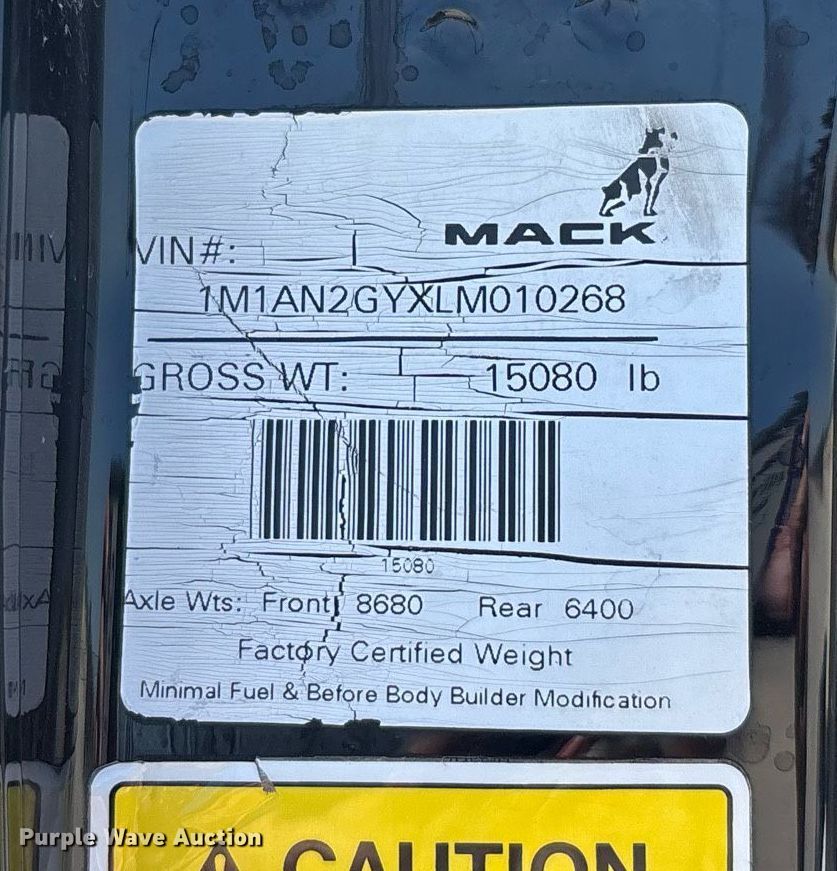 MACK
VIN#:
1M1AN2GYXLM010268
GROSS WT: 15080 lb
15080
Axle Wts: Front 8680 Rear 6400
Factory Certified Weight
Minimal Fuel & Before Body Builder Modification
CAUTION
Purple Wave Auction